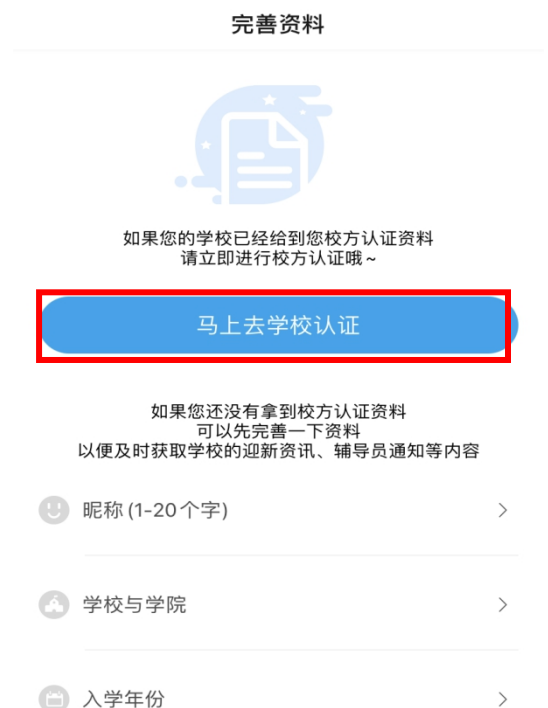 完善资料
如果您的学校已经给到您校方认证资料
请立即进行校方认证哦~
马上去学校认证
如果您还没有拿到校方认证资料
可以先完善一下资料
以便及时获取学校的迎新资讯、辅导员通知等内容
昵称(1-20个字)
学校与学院
入学年份